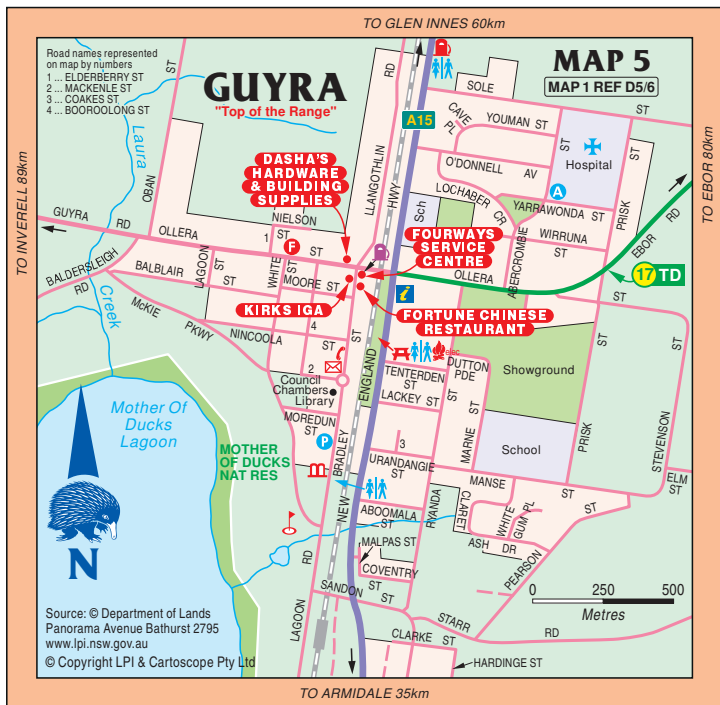 TO GLEN INNES 60km
Road names represented
on map by numbers
1 ... ELDERBERRY ST
2 ... MACKENLE ST
3 ... COAKES ST
4 ... BOOROOLONG ST
GUYRA
"Top of the Range"
MAP 5
MAP 1 REF D5/6
A15
TO INVERELL 89km
TO EBOR 80km
Laura
Creek
OBAN
ST
LLANGOTHLIN
RD
HWY
SOLE
ST
CAVE
PL
YOUMAN ST
O'DONNELL AV
ST
Hospital
A
PRISK
ST
LOCHABER
CR
YARRAWONDA ST
WIRRUNA
ST
ABERCROMBIE
EBOR
RD
17 TD
DASHA'S
HARDWARE
& BUILDING
SUPPLIES
Sch
FOURWAYS
SERVICE
CENTRE
GUYRA
RD
OLLERA
NIELSON
ST
1
F
OLLERA
ST
i
BALDERSLEIGH
RD
BALBLAIR
LAGOON
ST
WHITE
ST
MOORE ST
KIRKS IGA
FORTUNE CHINESE
RESTAURANT
McKIE
PKWY
NINCOOLA
ST
4
ST
elec
DUTTON
PDE
Showground
2
Council
Chambers
Library
ENGLAND
TENTERDEN
ST
LACKEY ST
ST
MARNE
ST
School
PRISK
STEVENSON
Mother Of
Ducks
Lagoon
MOTHER
OF DUCKS
NAT RES
MOREDUN
ST
P
BRADLEY
3
URANDANGIE
ST
MANSE
ST
ST
ELM
ST
NEW
ABOOMALA
ST
RYANDA
CLARET
WHITE
GUM PL
ASH DR
MALPAS ST
COVENTRY
ST
PEARSON
N
RD
SANDON
ST
LAGOON
STARR
RD
CLARKE ST
HARDINGE ST
0 250 500
Metres
Source: © Department of Lands
Panorama Avenue Bathurst 2795
www.lpi.nsw.gov.au
© Copyright LPI & Cartoscope Pty Ltd
TO ARMIDALE 35km